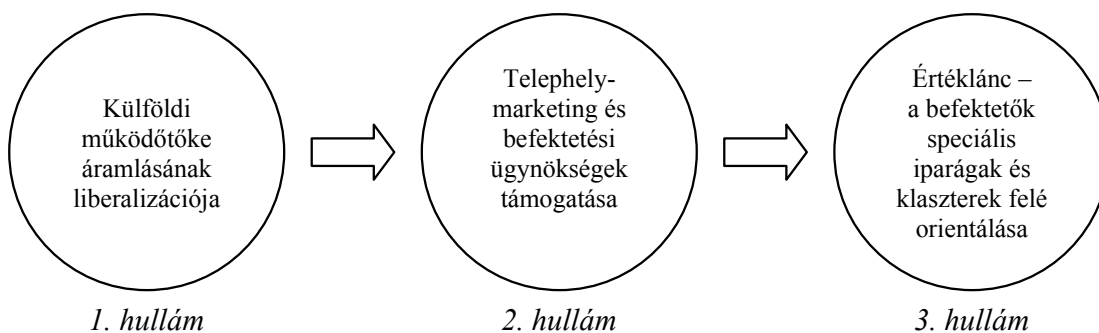 Külföldi
működőtőke
áramlásának
liberalizációja
Telephely-
marketing és
befektetési
ügynökségek
támogatása
Értéklánc –
a befektetők
speciális
iparágak és
klaszterek felé
orientálása
1. hullám
2. hullám
3. hullám